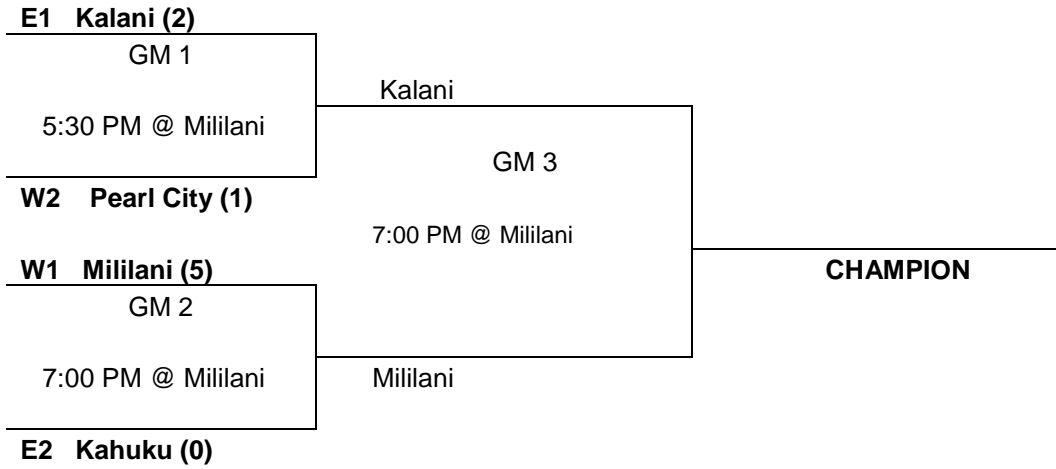 E1 Kalani (2)
GM 1
Kalani
5:30 PM @ Mililani
GM 3
W2 Pearl City (1)
7:00 PM @ Mililani
W1 Mililani (5)
CHAMPION
GM 2
7:00 PM @ Mililani
Mililani
E2 Kahuku (0)